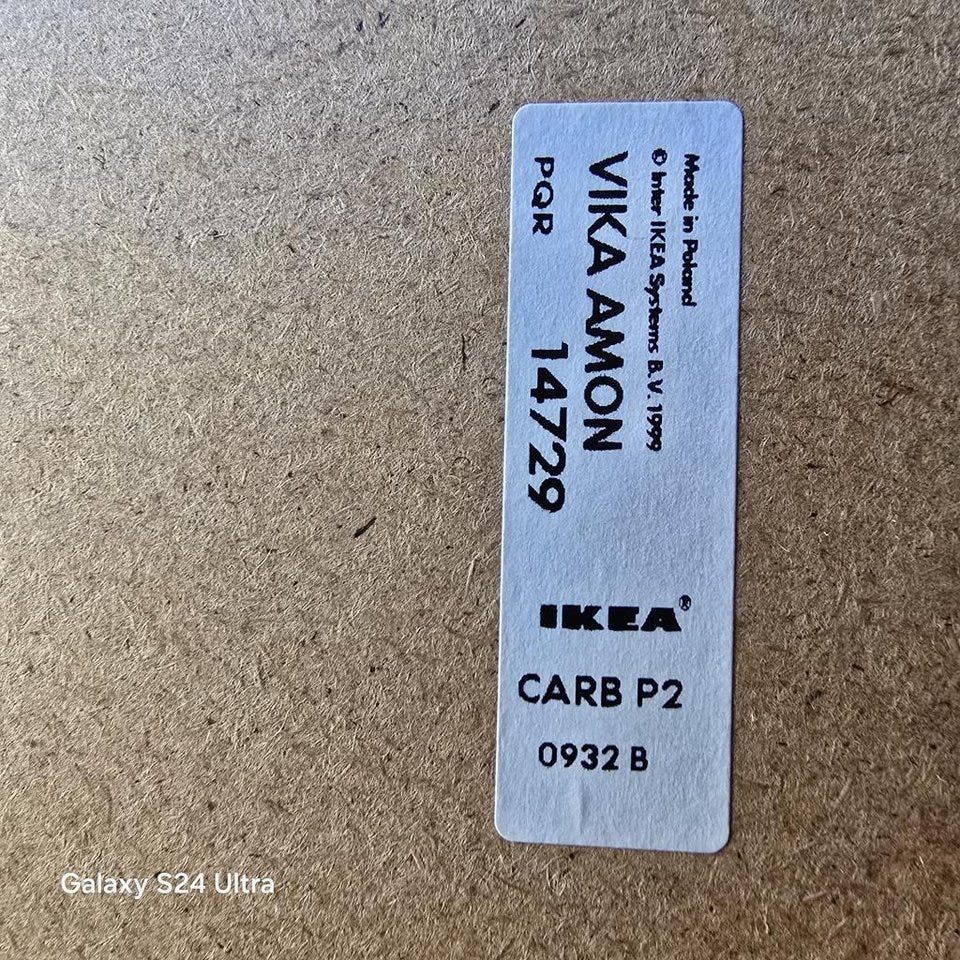 Made in Poland
© Inter IKEA Systems B.V. 1999
VIKA AMON
PQR 14729
IKEA®
CARB P2
0932 B
Galaxy S24 Ultra